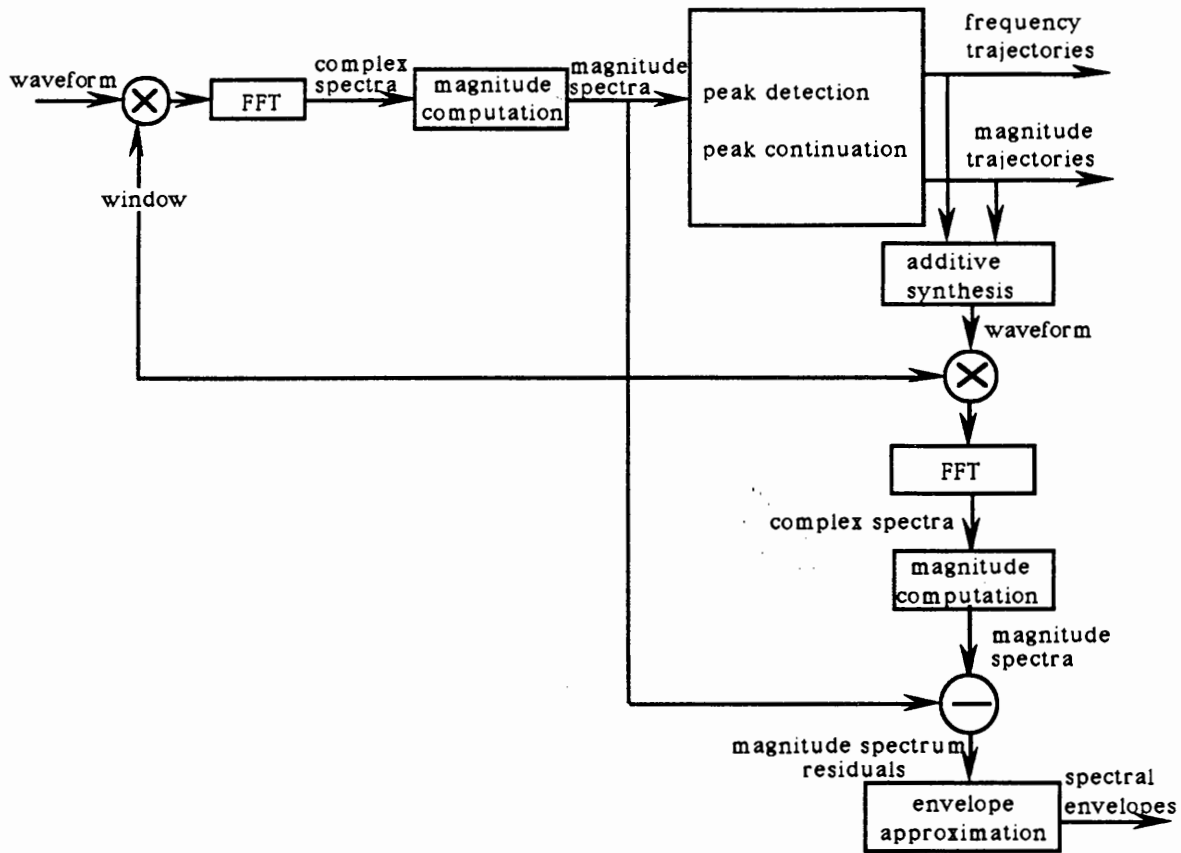 frequency
trajectories
waveform
FFT
complex
spectra
magnitude
computation
magnitude
spectra
peak detection
peak continuation
magnitude
trajectories
window
additive
synthesis
waveform
FFT
complex spectra
magnitude
computation
magnitude
spectra
magnitude spectrum
residuals
envelope
approximation
spectral
envelopes